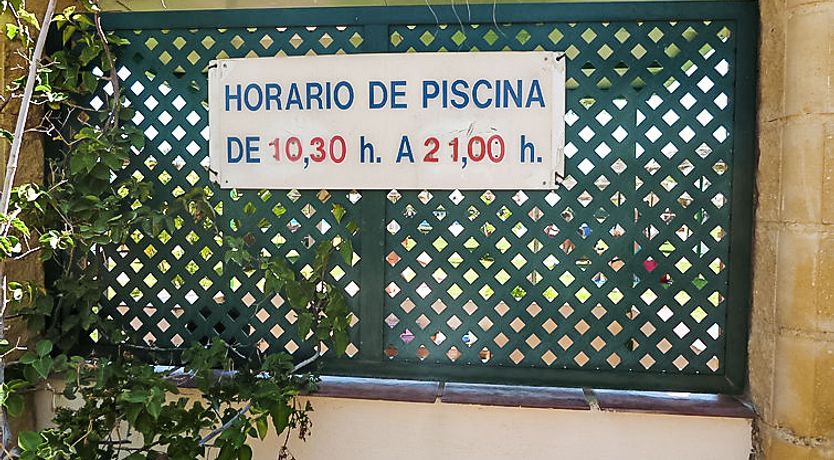 HORARIO DE PISCINA
DE 10,30 h. A 21,00 h.